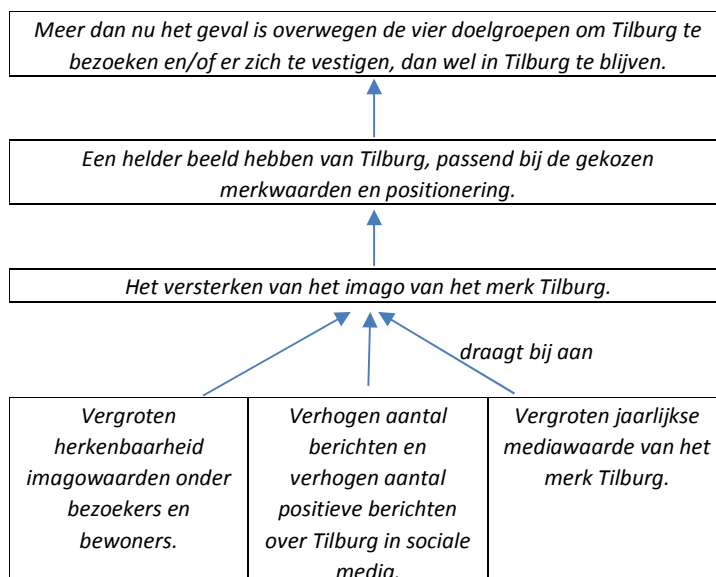 Meer dan nu het geval is overwegen de vier doelgroepen om Tilburg te
bezoeken en/of er zich te vestigen, dan wel in Tilburg te blijven.
Een helder beeld hebben van Tilburg, passend bij de gekozen
merkwaarden en positionering.
Het versterken van het imago van het merk Tilburg.
draagt bij aan
Vergroten
herkenbaarheid
imagowaarden onder
bezoekers en
bewoners.
Verhogen aantal
berichten en
verhogen aantal
positieve berichten
over Tilburg in sociale
media.
Vergroten jaarlijkse
mediawaarde van het
merk Tilburg.